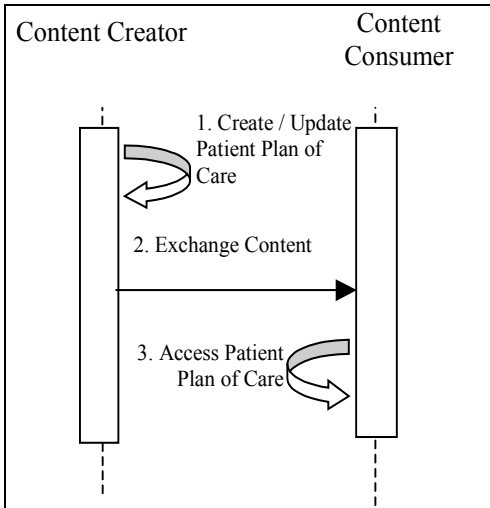 Content Creator
Content
Consumer
1. Create / Update
Patient Plan of
Care
2. Exchange Content
3. Access Patient
Plan of Care